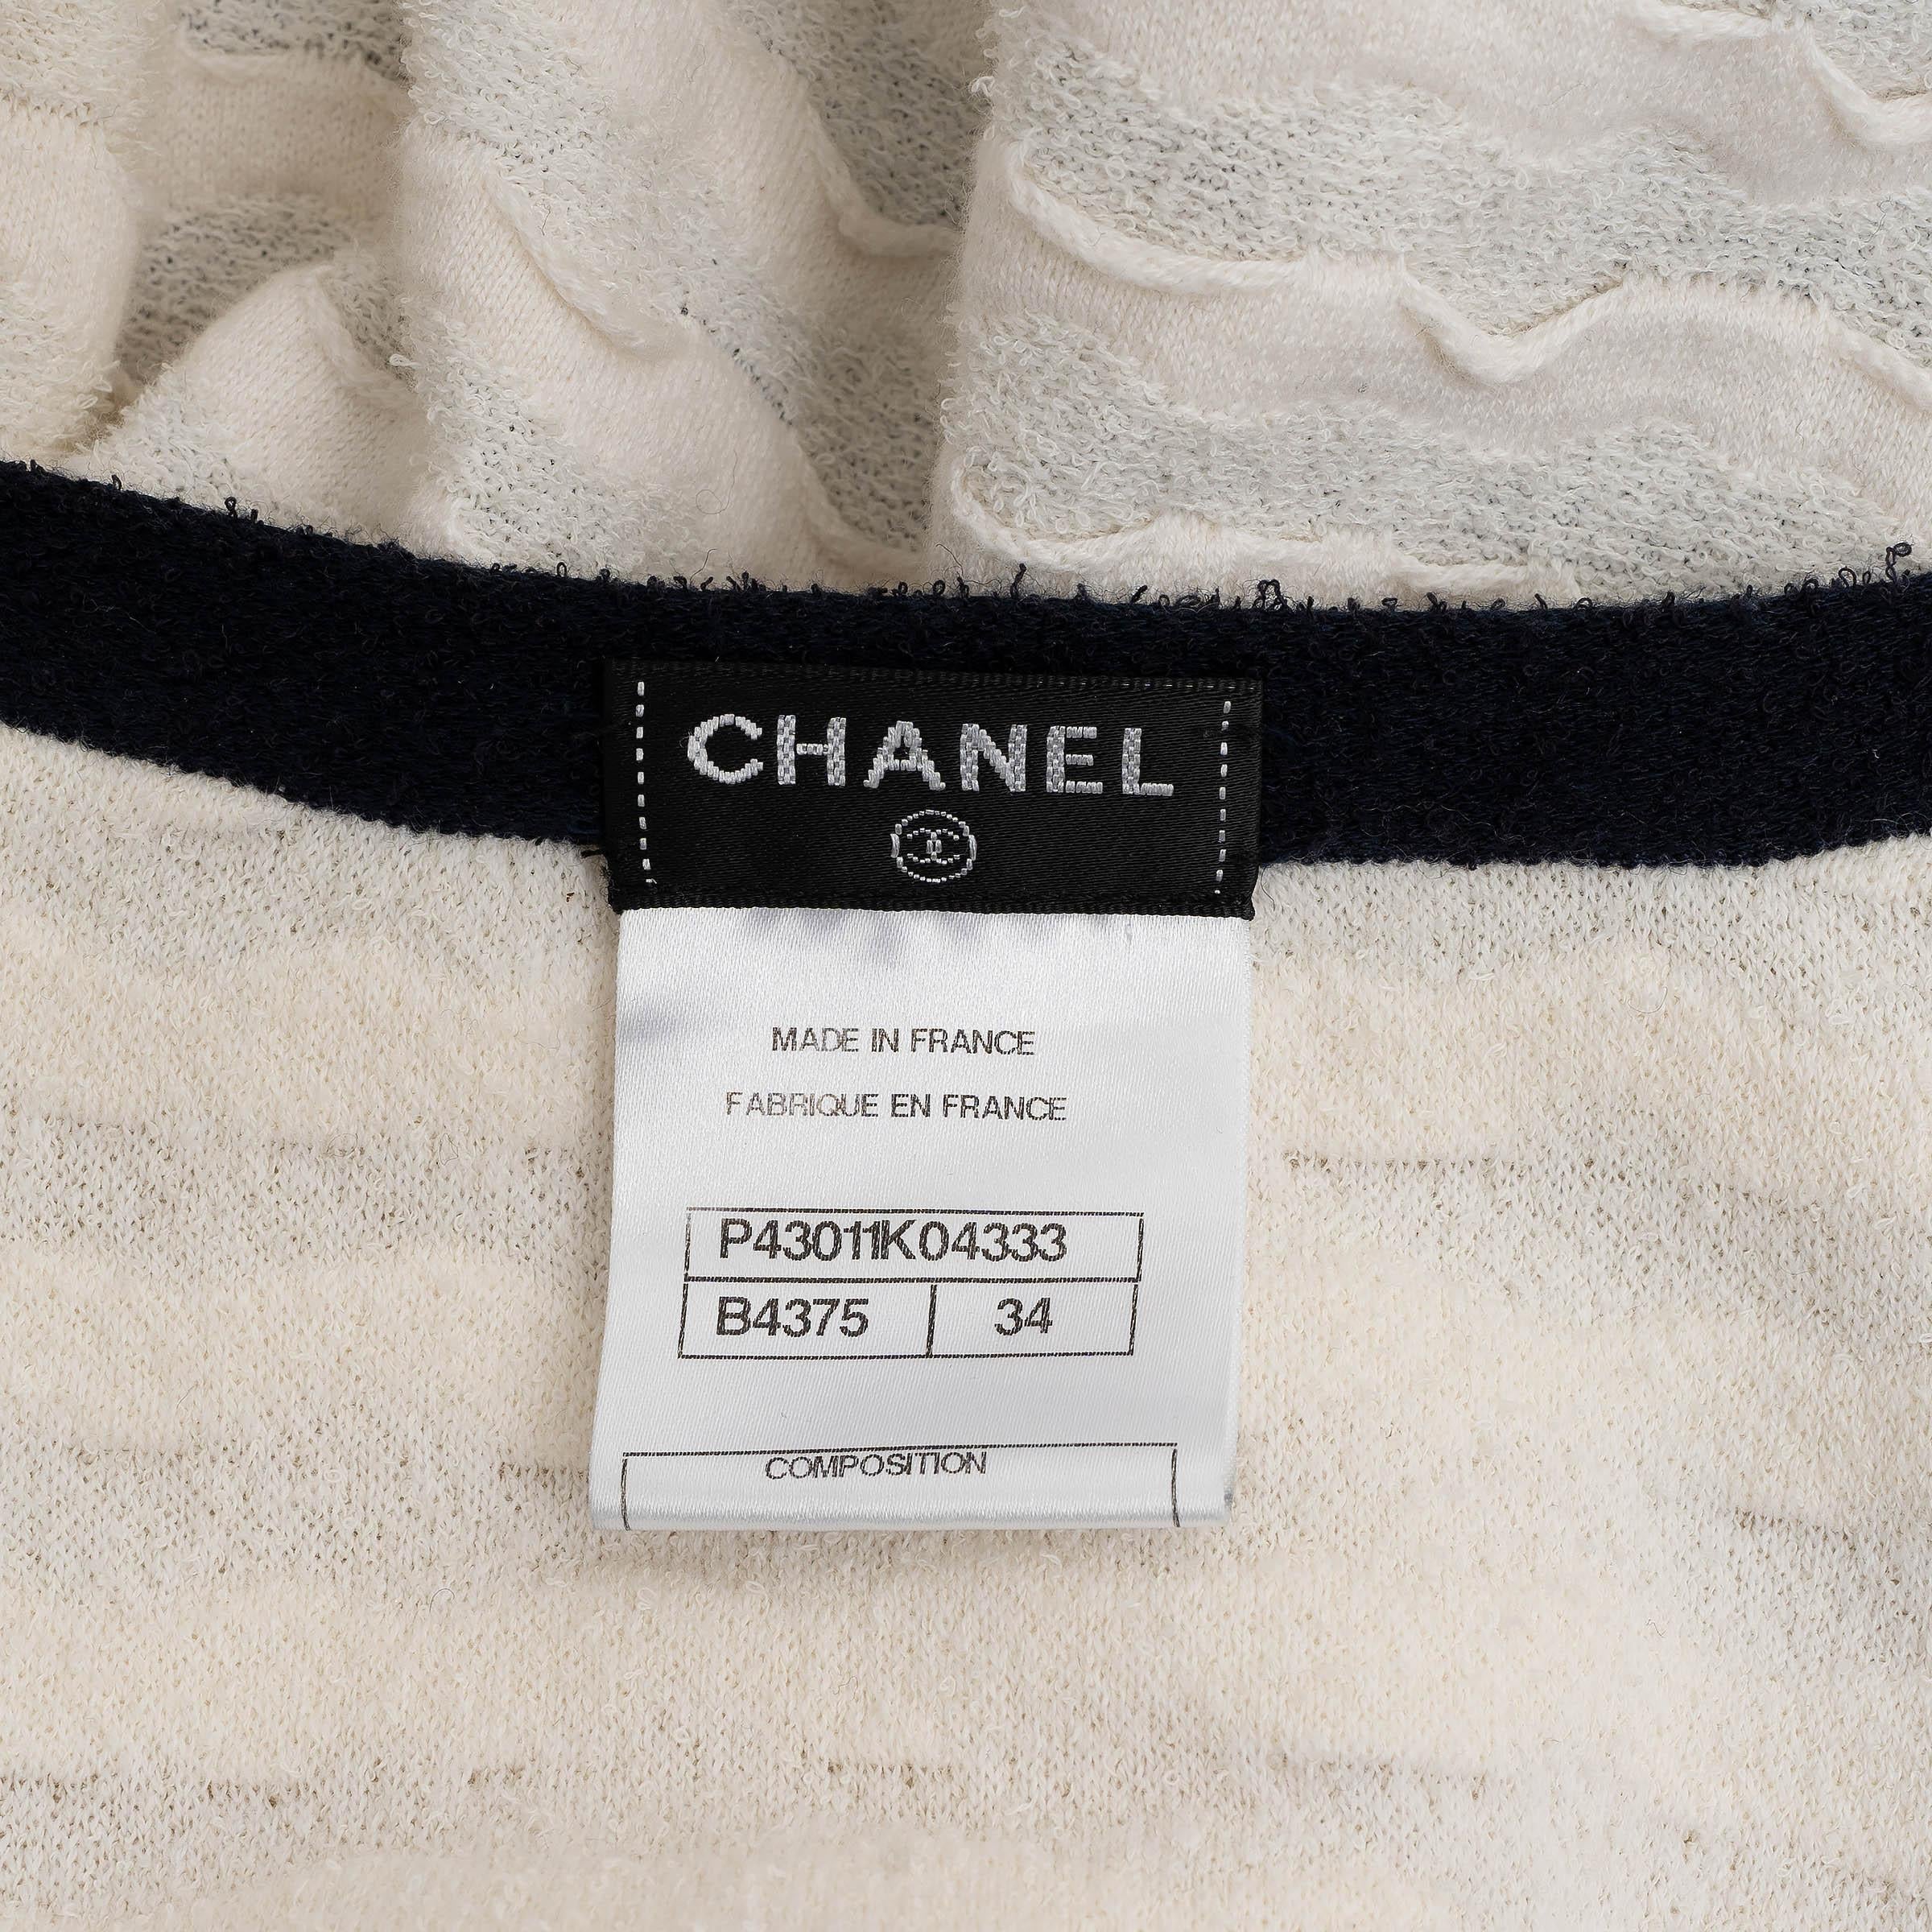 CHANEL
MADE IN FRANCE
FABRIQUE EN FRANCE
P43011K04333
B4375 34
COMPOSITION